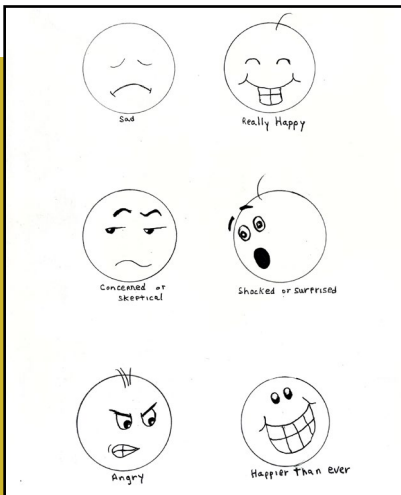 Sad
Really Happy
Concerned or
skeptical
Shocked or surprised
Angry
Happier than ever